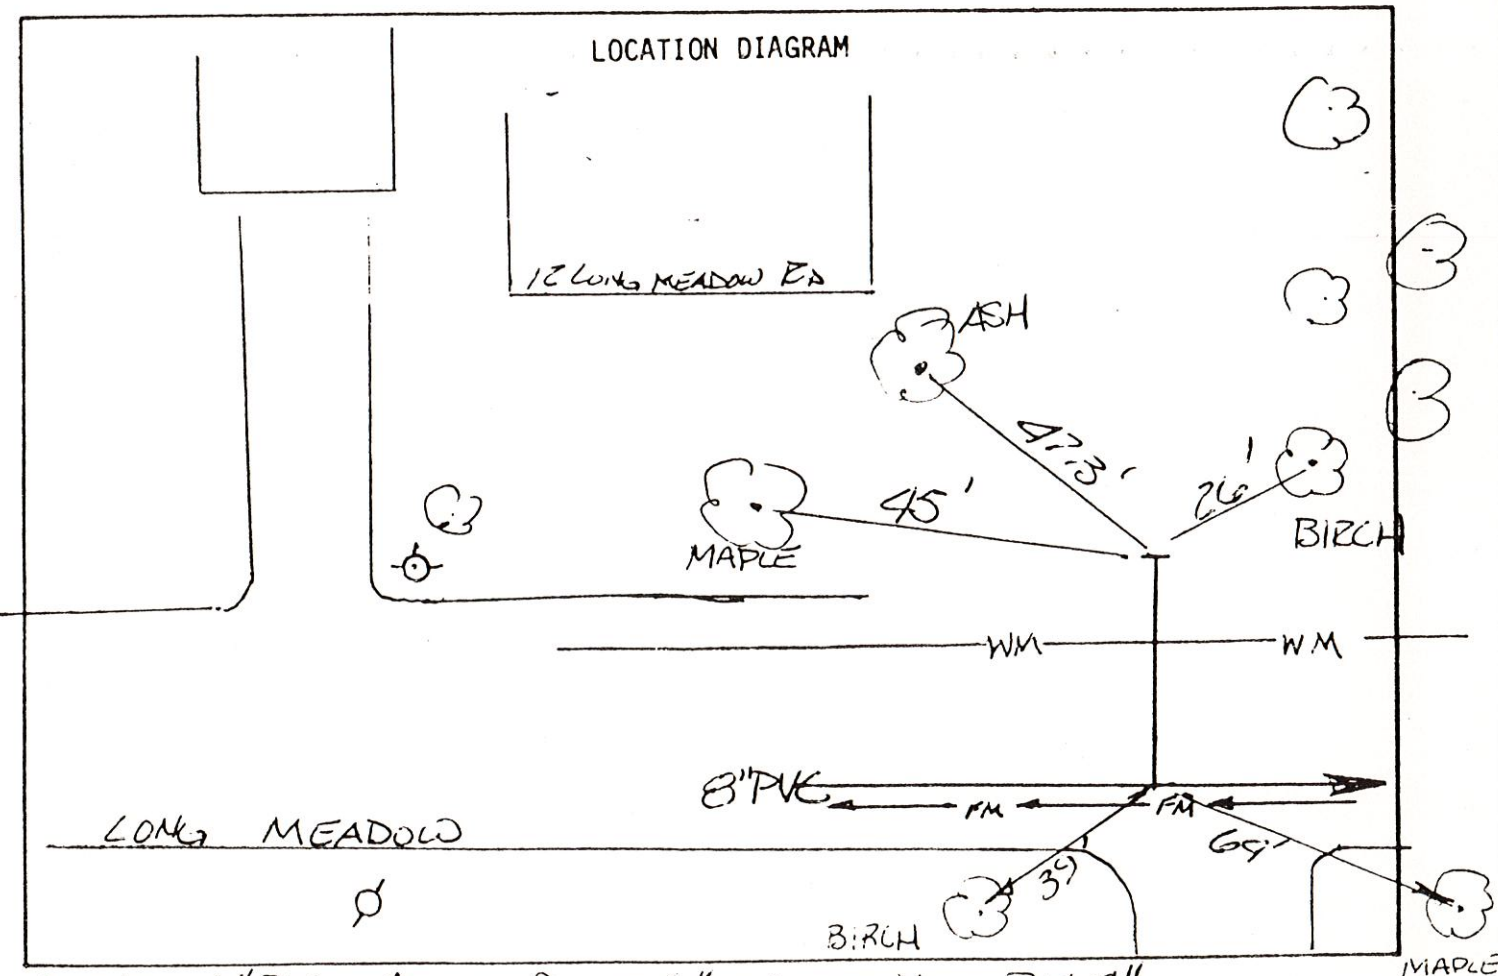 LOCATION DIAGRAM
12 LONG MEADOW RD
ASH
47.3'
26'
45'
BIRCH
MAPLE
WM
WM
8"PVC
FM
FM
LONG MEADOW
39'
69'
BIRCH
MAPLE